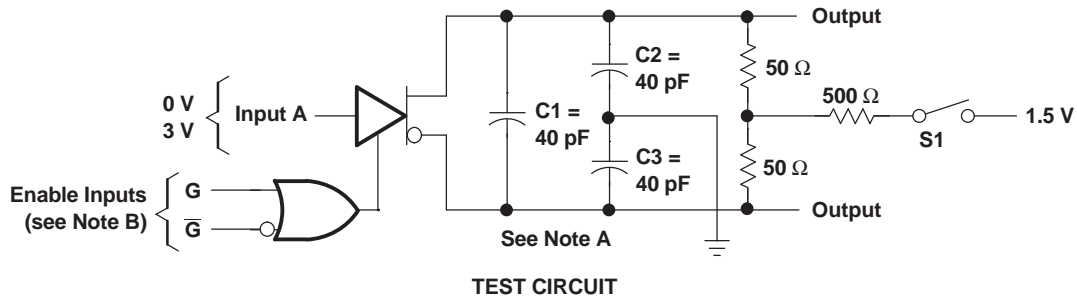 Output
C2 =
40 pF
50 Ω
500 Ω
0 V
3 V
Input A
C1 =
40 pF
S1
1.5 V
C3 =
40 pF
50 Ω
Enable Inputs
(see Note B)
G
G̅
Output
See Note A
TEST CIRCUIT